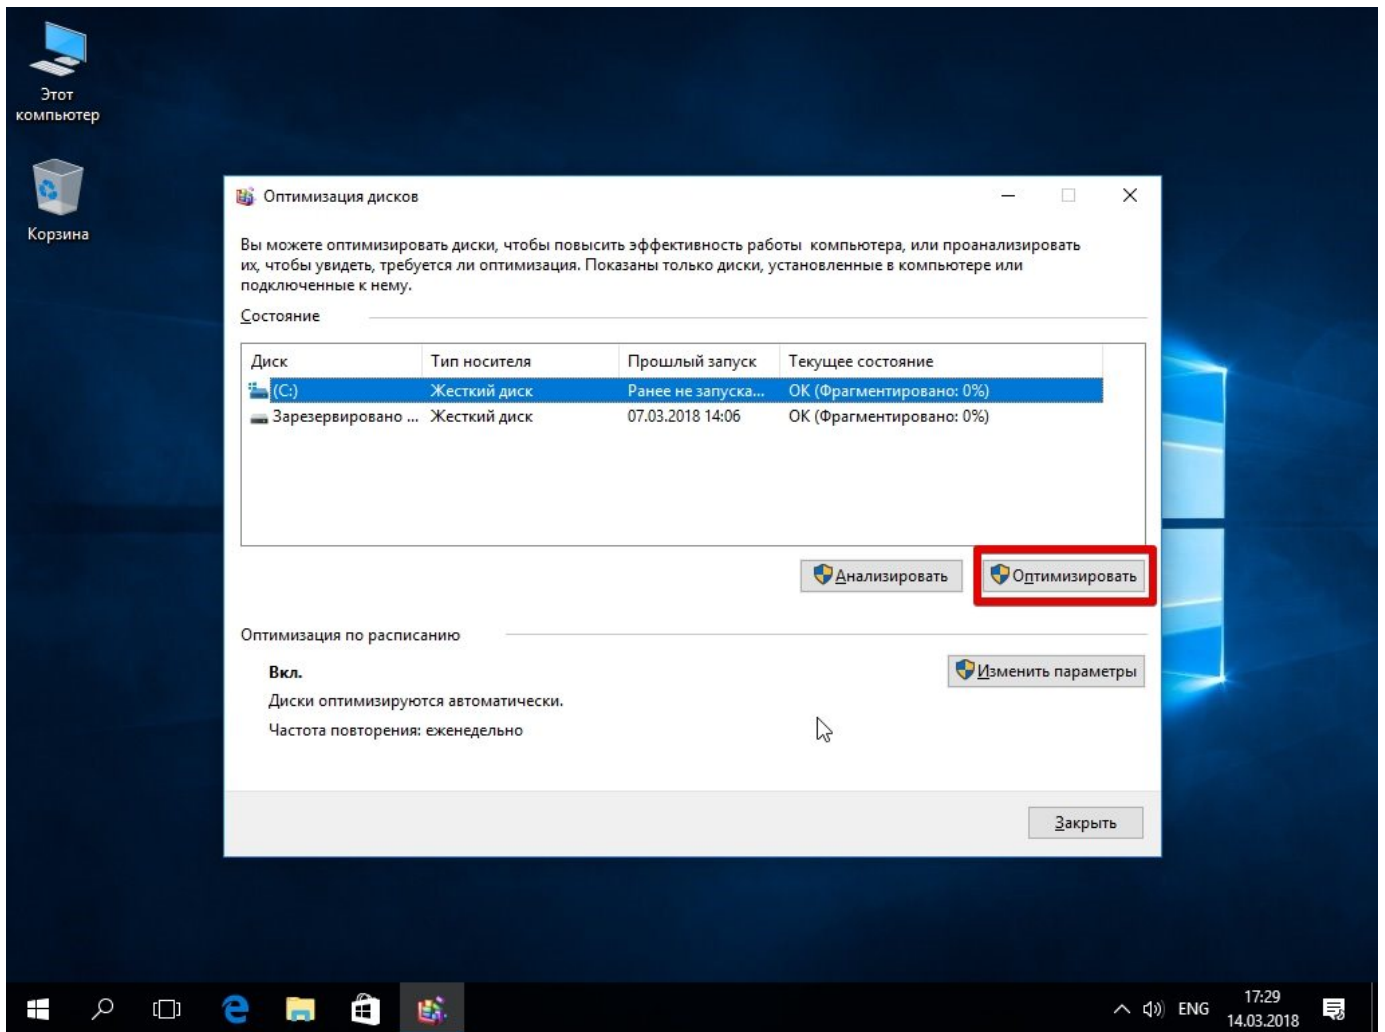 Этот
компьютер
Корзина
Оптимизация дисков
Вы можете оптимизировать диски, чтобы повысить эффективность работы компьютера, или проанализировать
их, чтобы увидеть, требуется ли оптимизация. Показаны только диски, установленные в компьютере или
подключенные к нему.
Состояние
Диск Тип носителя Прошлый запуск Текущее состояние
(C:) Жесткий диск Ранее не запуска... ОК (Фрагментировано: 0%)
Зарезервировано ... Жесткий диск 07.03.2018 14:06 ОК (Фрагментировано: 0%)
Анализировать Оптимизировать
Оптимизация по расписанию
Вкл. Изменить параметры
Диски оптимизируются автоматически.
Частота повторения: еженедельно
Закрыть
17:29
ENG
14.03.2018